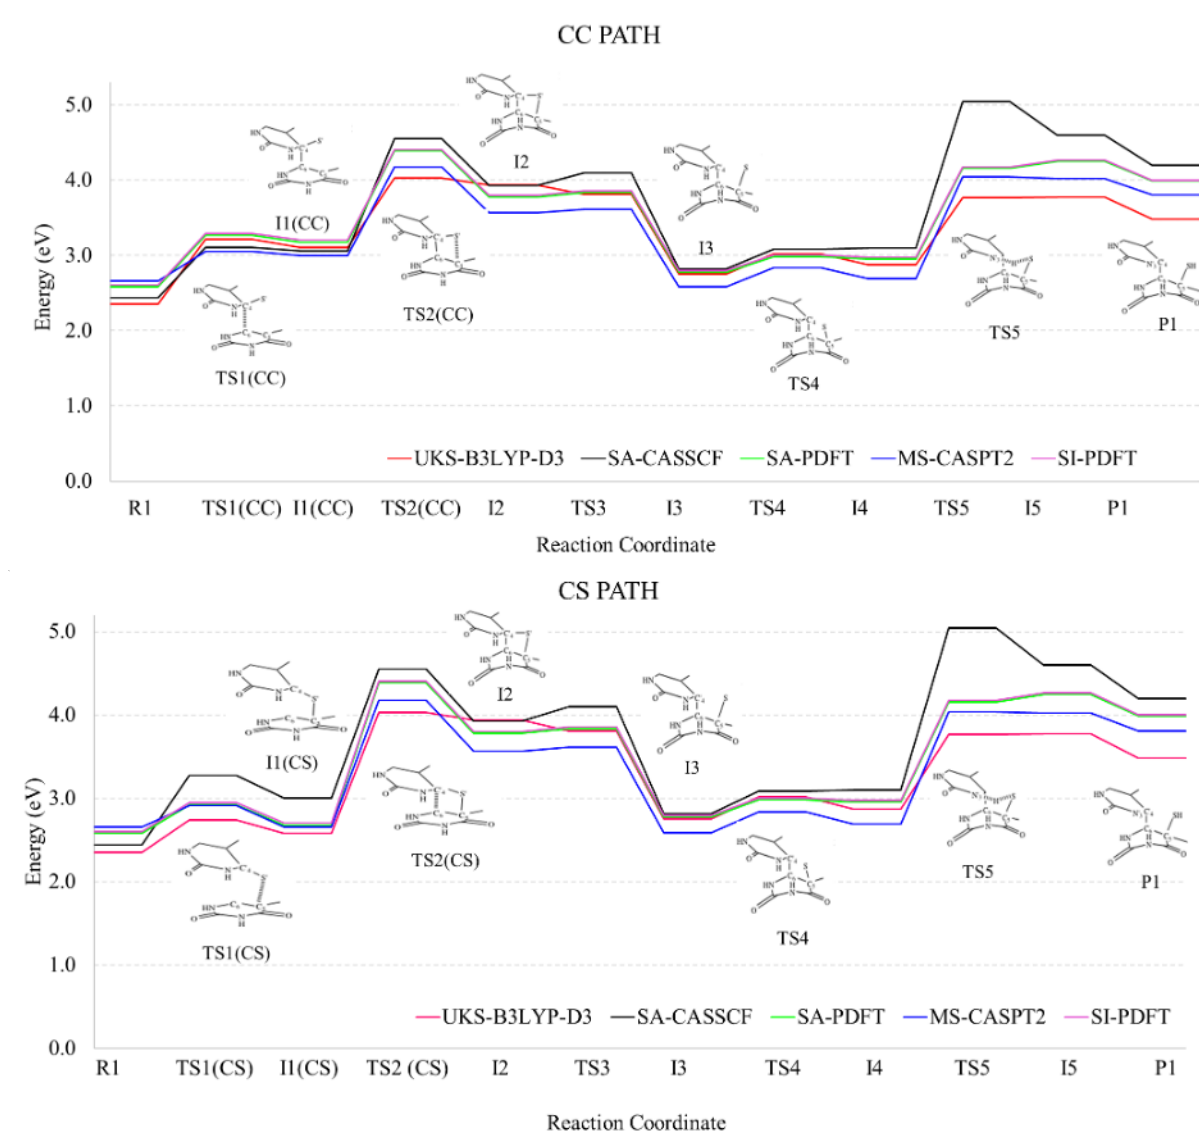 CC PATH
5.0
4.0
3.0
2.0
1.0
0.0
Energy (eV)
I1(CC)
TS1(CC)
TS2(CC)
I2
I3
TS4
TS5
P1
UKS-B3LYP-D3 SA-CASSCF SA-PDFT MS-CASPT2 SI-PDFT
R1 TS1(CC) I1(CC) TS2(CC) I2 TS3 I3 TS4 I4 TS5 I5 P1
Reaction Coordinate
CS PATH
5.0
4.0
3.0
2.0
1.0
0.0
Energy (eV)
I1(CS)
TS1(CS)
TS2(CS)
I2
I3
TS4
TS5
P1
UKS-B3LYP-D3 SA-CASSCF SA-PDFT MS-CASPT2 SI-PDFT
R1 TS1(CS) I1(CS) TS2 (CS) I2 TS3 I3 TS4 I4 TS5 I5 P1
Reaction Coordinate